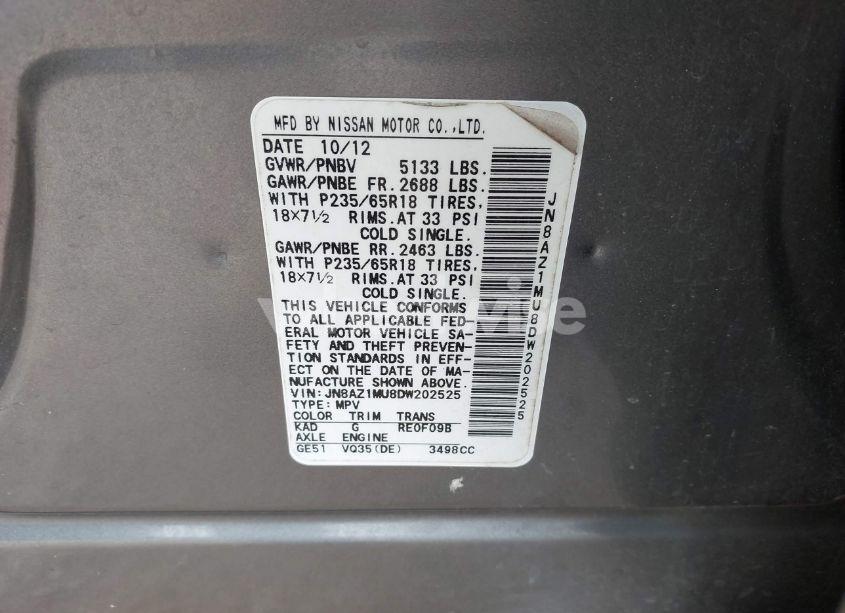 MFD BY NISSAN MOTOR CO.,LTD.
DATE 10/12
GVWR/PNBV 5133 LBS.
GAWR/PNBE FR. 2688 LBS.
WITH P235/65R18 TIRES,
18×7½ RIMS. AT 33 PSI
COLD SINGLE.
GAWR/PNBE RR. 2463 LBS.
WITH P235/65R18 TIRES,
18×7½ RIMS. AT 33 PSI
COLD SINGLE.
THIS VEHICLE CONFORMS
TO ALL APPLICABLE FED-
ERAL MOTOR VEHICLE SA-
FETY AND THEFT PREVEN-
TION STANDARDS IN EFF-
ECT ON THE DATE OF MA-
NUFACTURE SHOWN ABOVE.
VIN: JN8AZ1MU8DW202525
TYPE: MPV
COLOR TRIM TRANS
KAD G RE0F09B
AXLE ENGINE
GE51 VQ35(DE) 3498CC
JN8AZ1MU8DW202525